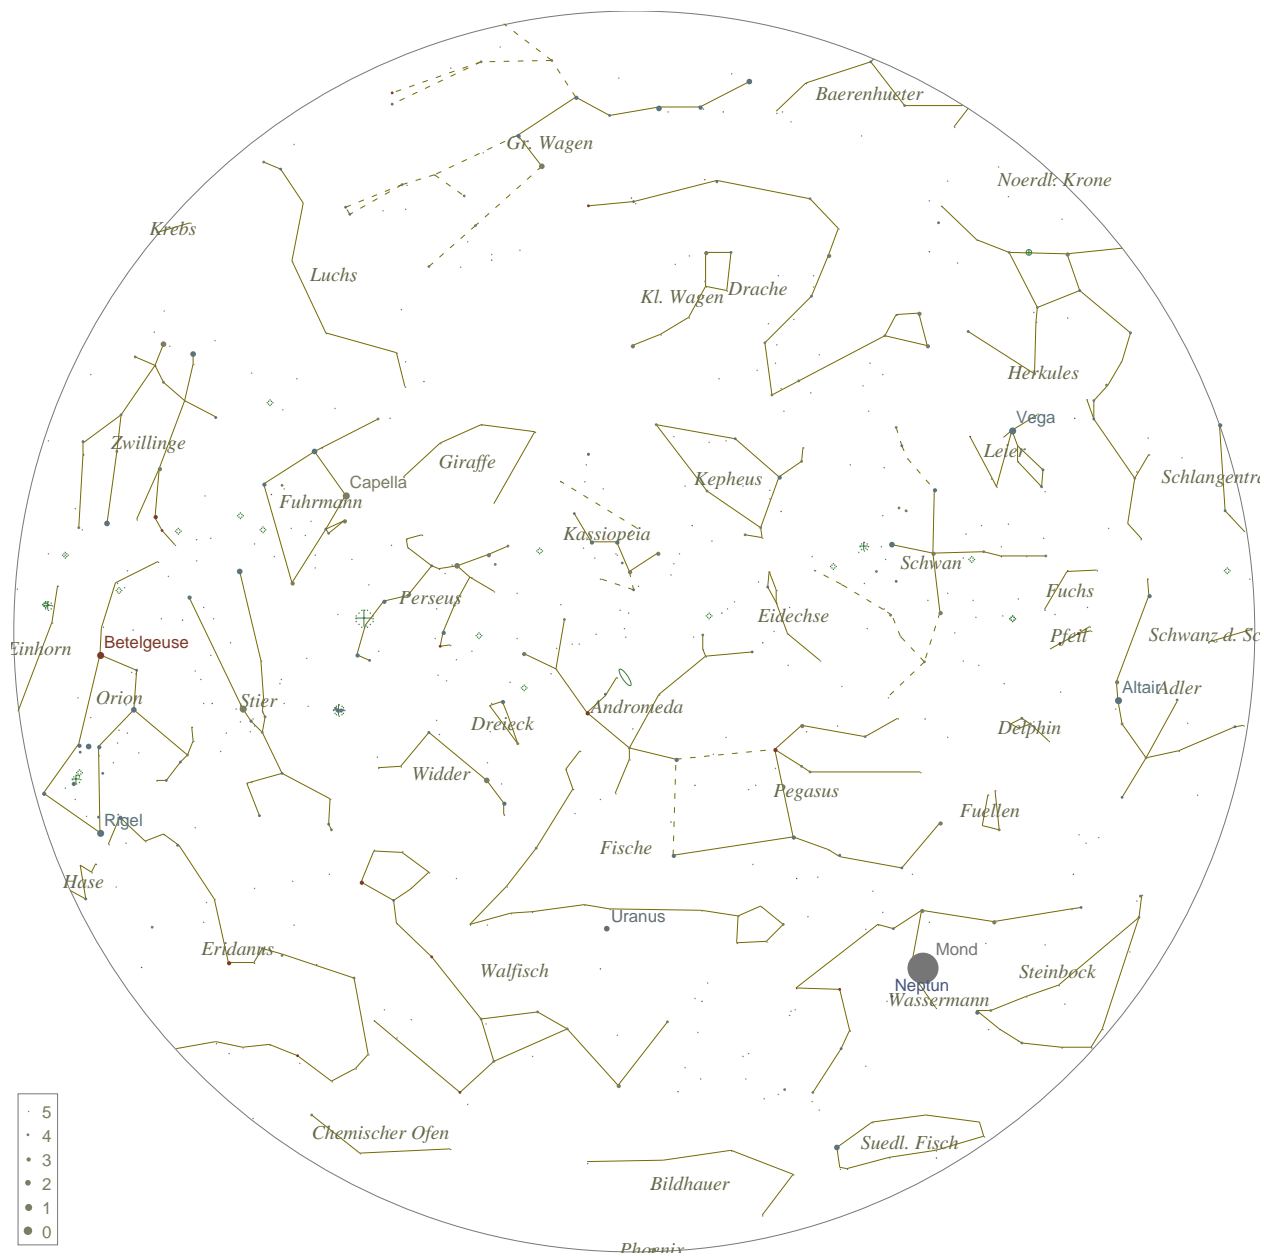 Baerenhueter
Gr. Wagen
Noerdl. Krone
Krebs
Luchs
Kl. Wagen
Drache
Herkules
Zwillinge
Vega
Leier
Giraffe
Kepheus
Schlangentra
Capella
Fuhrmann
Kassiopeia
Schwan
Fuchs
Perseus
Eidechse
Pfeil
Schwanz d. Sc
Einhorn
Betelgeuse
Orion
Stier
Andromeda
Altair
Adler
Dreieck
Delphin
Widder
Pegasus
Fuellen
Rigel
Fische
Hase
Uranus
Eridanus
Mond
Walfisch
Steinbock
Neptun
Wassermann
Chemischer Ofen
Suedl. Fisch
Bildhauer
Phoenix
5
4
3
2
1
0